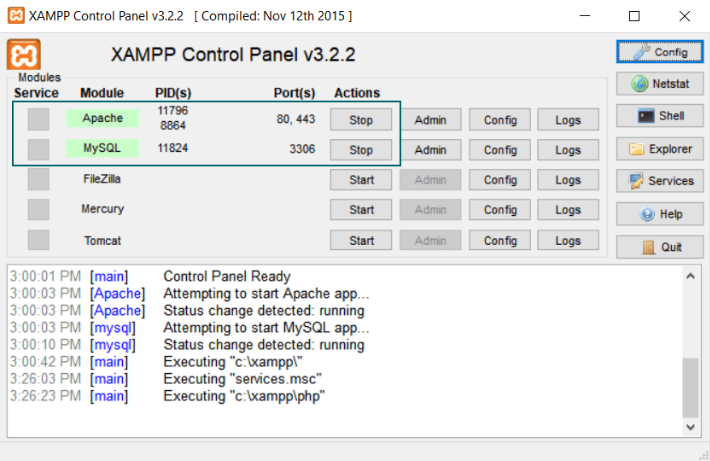 XAMPP Control Panel v3.2.2 [ Compiled: Nov 12th 2015 ]
XAMPP Control Panel v3.2.2
Config
Modules
Service Module PID(s) Port(s) Actions
Netstat
Apache 11796 8864 80, 443 Stop Admin Config Logs
Shell
MySQL 11824 3306 Stop Admin Config Logs
Explorer
FileZilla Start Admin Config Logs
Services
Mercury Start Admin Config Logs
Help
Tomcat Start Admin Config Logs
Quit
3:00:01 PM [main] Control Panel Ready
3:00:03 PM [Apache] Attempting to start Apache app...
3:00:03 PM [Apache] Status change detected: running
3:00:03 PM [mysql] Attempting to start MySQL app...
3:00:10 PM [mysql] Status change detected: running
3:00:42 PM [main] Executing "c:\xampp\"
3:26:03 PM [main] Executing "services.msc"
3:26:23 PM [main] Executing "c:\xampp\php"